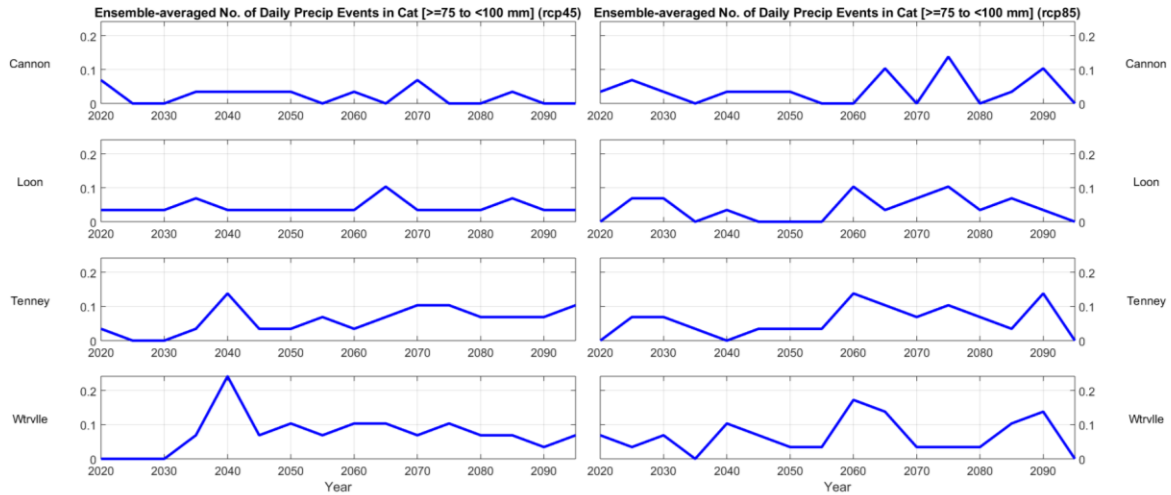 Ensemble-averaged No. of Daily Precip Events in Cat [>=75 to <100 mm] (rcp45) Ensemble-averaged No. of Daily Precip Events in Cat [>=75 to <100 mm] (rcp85)
0.2 0.2
Cannon 0.1 0.1 Cannon
0 0
2020 2030 2040 2050 2060 2070 2080 2090 2020 2030 2040 2050 2060 2070 2080 2090
0.2 0.2
Loon 0.1 0.1 Loon
0 0
2020 2030 2040 2050 2060 2070 2080 2090 2020 2030 2040 2050 2060 2070 2080 2090
0.2 0.2
Tenney 0.1 0.1 Tenney
0 0
2020 2030 2040 2050 2060 2070 2080 2090 2020 2030 2040 2050 2060 2070 2080 2090
0.2 0.2
Wtrvlle 0.1 0.1 Wtrvlle
0 0
2020 2030 2040 2050 2060 2070 2080 2090 2020 2030 2040 2050 2060 2070 2080 2090
Year Year